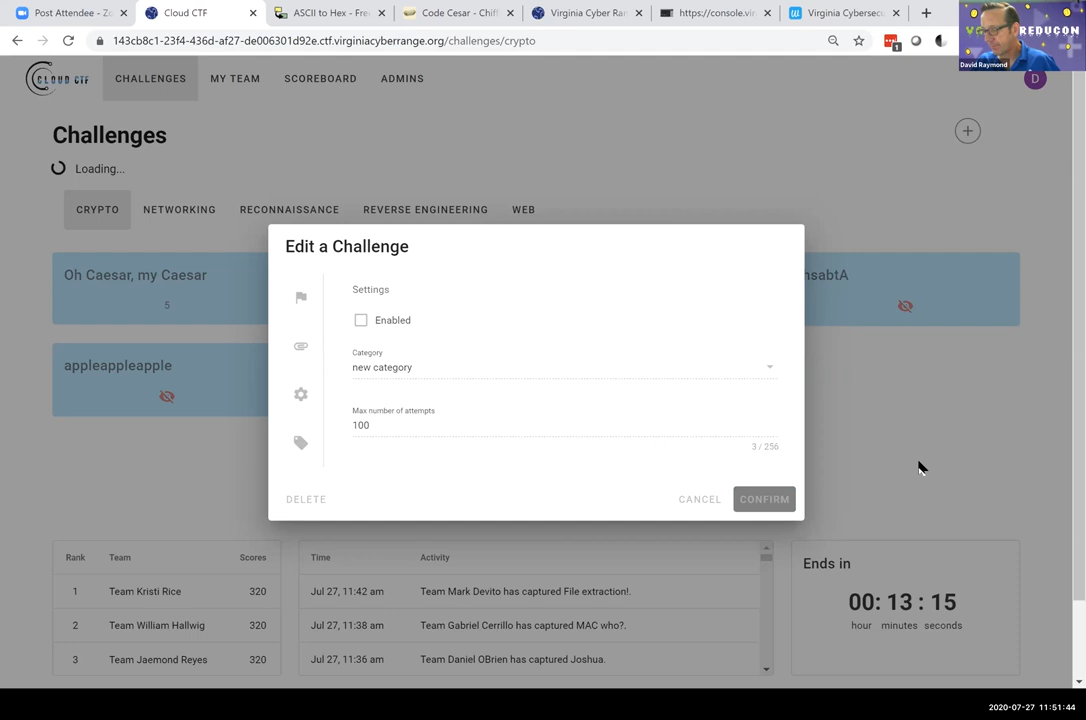 Post Attendee - Zo
Cloud CTF
ASCII to Hex - Free
Code Cesar - Chiff
Virginia Cyber Ran
https://console.vir
Virginia Cybersecu
143cb8c1-23f4-436d-af27-de006301d92e.ctf.virginiacyberrange.org/challenges/crypto
1
REDUCON
David Raymond
CLOUD CTF
CHALLENGES
MY TEAM
SCOREBOARD
ADMINS
D
Challenges
Loading...
CRYPTO
NETWORKING
RECONNAISSANCE
REVERSE ENGINEERING
WEB
Edit a Challenge
Oh Caesar, my Caesar
nsabtA
5
Settings
Enabled
Category
new category
appleappleapple
Max number of attempts
100
3 / 256
DELETE
CANCEL
CONFIRM
Rank
Team
Scores
Time
Activity
Ends in
1
Team Kristi Rice
320
Jul 27, 11:42 am
Team Mark Devito has captured File extraction!.
00: 13 : 15
hour minutes seconds
2
Team William Hallwig
320
Jul 27, 11:38 am
Team Gabriel Cerrillo has captured MAC who?.
3
Team Jaemond Reyes
320
Jul 27, 11:36 am
Team Daniel OBrien has captured Joshua.
2020-07-27 11:51:44